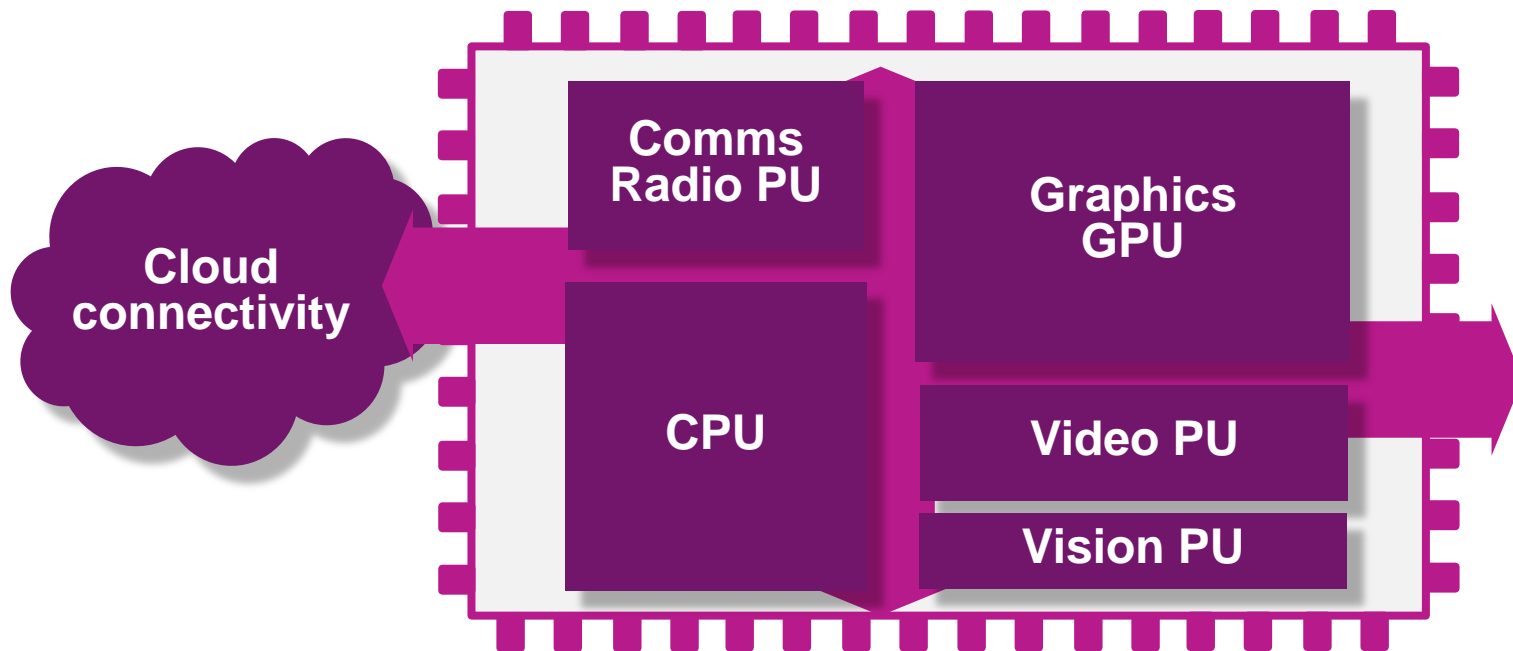 Cloud
connectivity
Comms
Radio PU
CPU
Graphics
GPU
Video PU
Vision PU